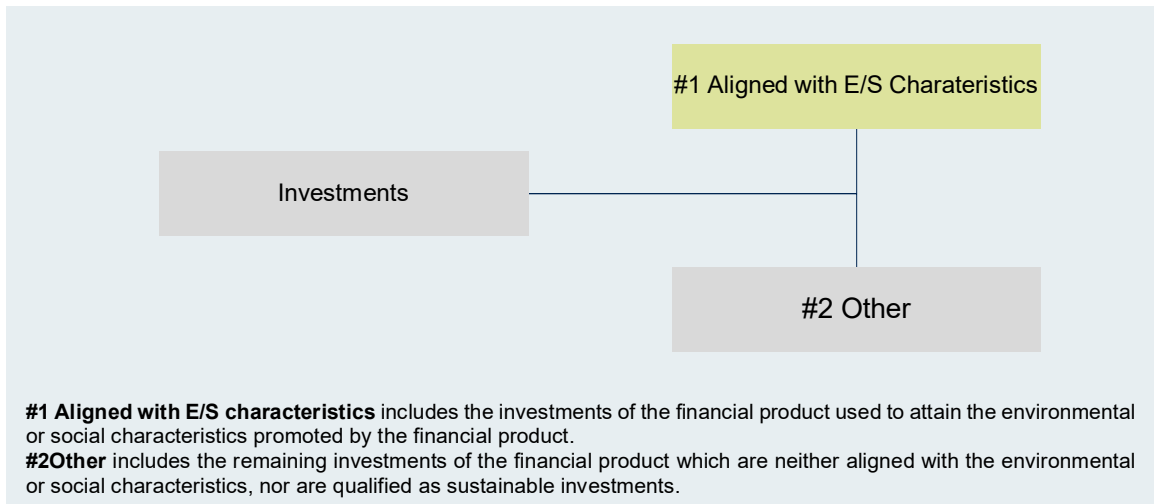 #1 Aligned with E/S Charateristics
Investments
#2 Other
#1 Aligned with E/S characteristics includes the investments of the financial product used to attain the environmental
or social characteristics promoted by the financial product.
#2Other includes the remaining investments of the financial product which are neither aligned with the environmental
or social characteristics, nor are qualified as sustainable investments.